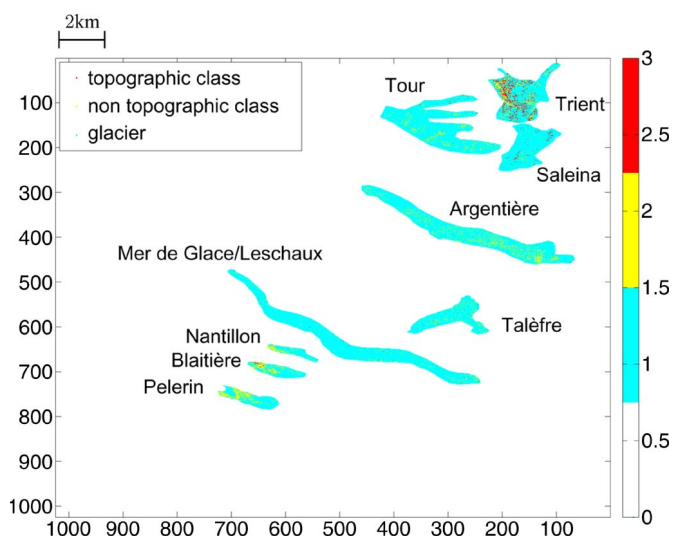 2km
topographic class
non topographic class
glacier
Tour
Trient
Saleina
Argentière
Mer de Glace/Leschaux
Talèfre
Nantillon
Blaitière
Pelerin
100
200
300
400
500
600
700
800
900
1000
1000 900 800 700 600 500 400 300 200 100
3
2.5
2
1.5
1
0.5
0